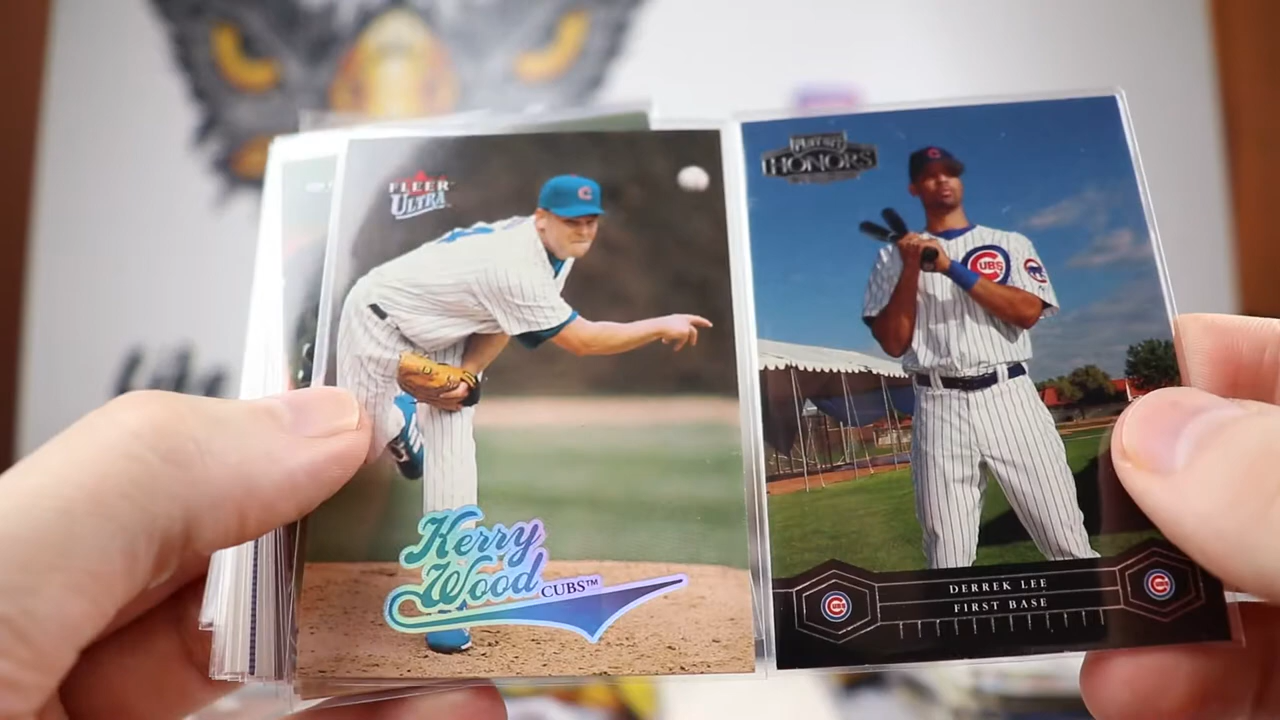 FLEER
ULTRA
Kerry
Wood
CUBS™
PLAYOFF
HONORS
CUBS
DERREK LEE
FIRST BASE